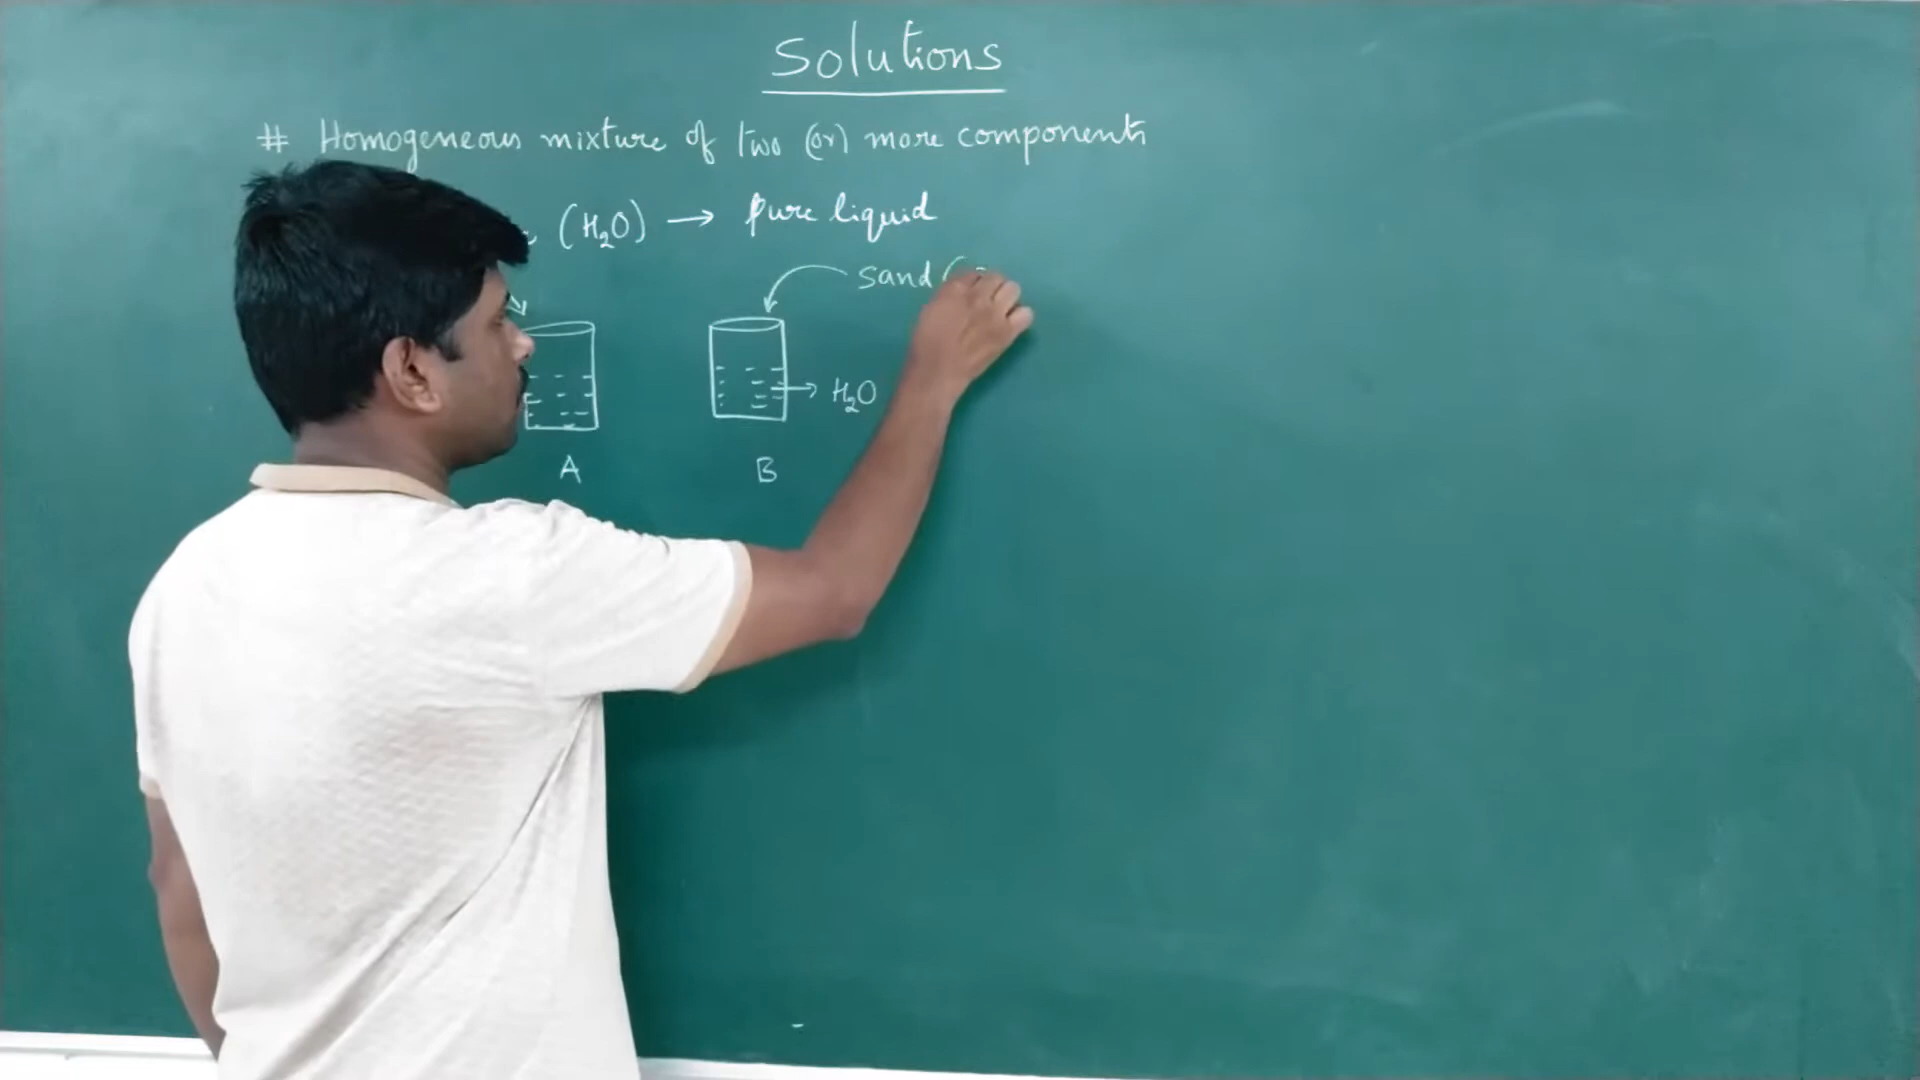 Solutions
# Homogeneous mixture of two (or) more components
(H₂O) → pure liquid
sand (
H₂O
A B